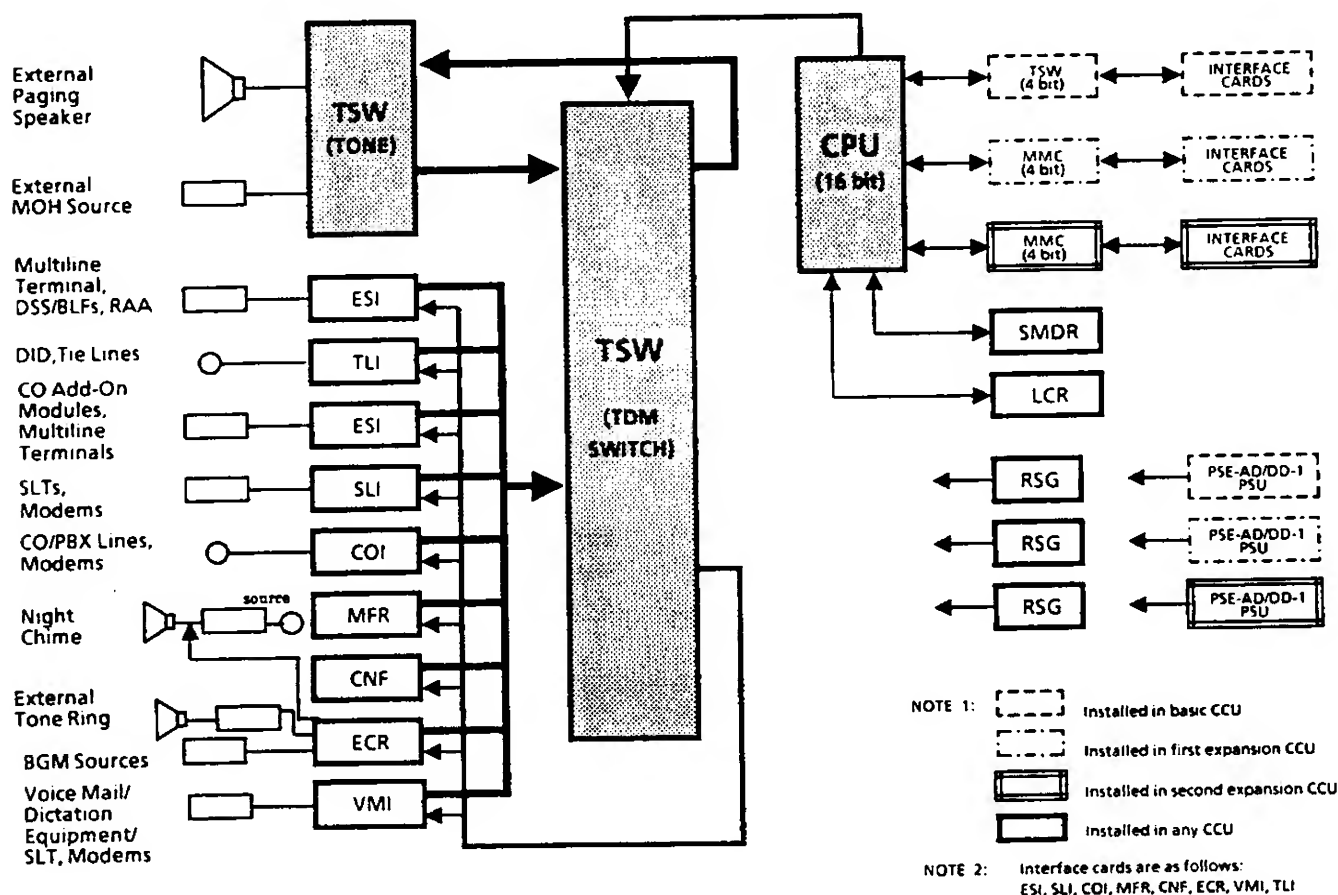 External
Paging
Speaker
External
MOH Source
TSW
(TONE)
Multiline
Terminal,
DSS/BLFs, RAA
ESI
DID,Tie Lines
TLI
CO Add-On
Modules,
Multiline
Terminals
ESI
SLTs,
Modems
SLI
CO/PBX Lines,
Modems
COI
Night
Chime
source
MFR
CNF
External
Tone Ring
ECR
BGM Sources
Voice Mail/
Dictation
Equipment/
SLT, Modems
VMI
TSW
(TDM
SWITCH)
CPU
(16 bit)
TSW
(4 bit)
INTERFACE
CARDS
MMC
(4 bit)
INTERFACE
CARDS
MMC
(4 bit)
INTERFACE
CARDS
SMDR
LCR
RSG
PSE-AD/DD-1
PSU
RSG
PSE-AD/DD-1
PSU
RSG
PSE-AD/DD-1
PSU
NOTE 1:
Installed in basic CCU
Installed in first expansion CCU
Installed in second expansion CCU
Installed in any CCU
NOTE 2: Interface cards are as follows:
ESI, SLI, COI, MFR, CNF, ECR, VMI, TLI